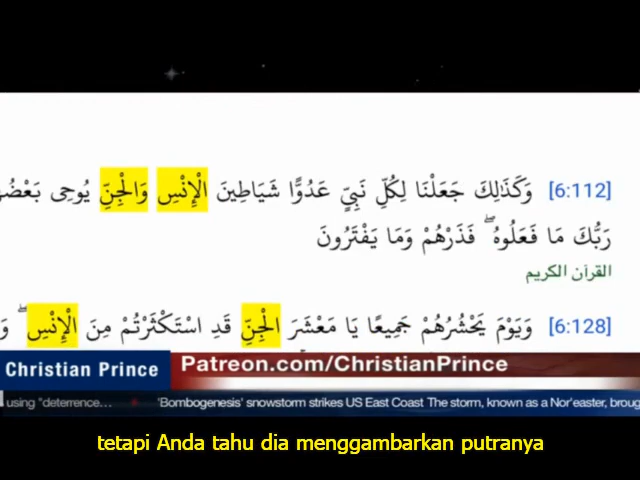 [6:112] وَكَذَٰلِكَ جَعَلْنَا لِكُلِّ نَبِيٍّ عَدُوًّا شَيَاطِينَ الْإِنْسِ وَالْجِنِّ يُوحِي
رَبُّكَ مَا فَعَلُوهُ ۖ فَذَرْهُمْ وَمَا يَفْتَرُونَ
القرآن الكريم
[6:128] وَيَوْمَ يَحْشُرُهُمْ جَمِيعًا يَا مَعْشَرَ الْجِنِّ قَدِ اسْتَكْثَرْتُمْ مِنَ الْإِنْسِ ۖ
Christian Prince
Patreon.com/ChristianPrince
using "deterrence... 'Bombogenesis' snowstorm strikes US East Coast The storm, known as a Nor'easter, broug
tetapi Anda tahu dia menggambarkan putranya